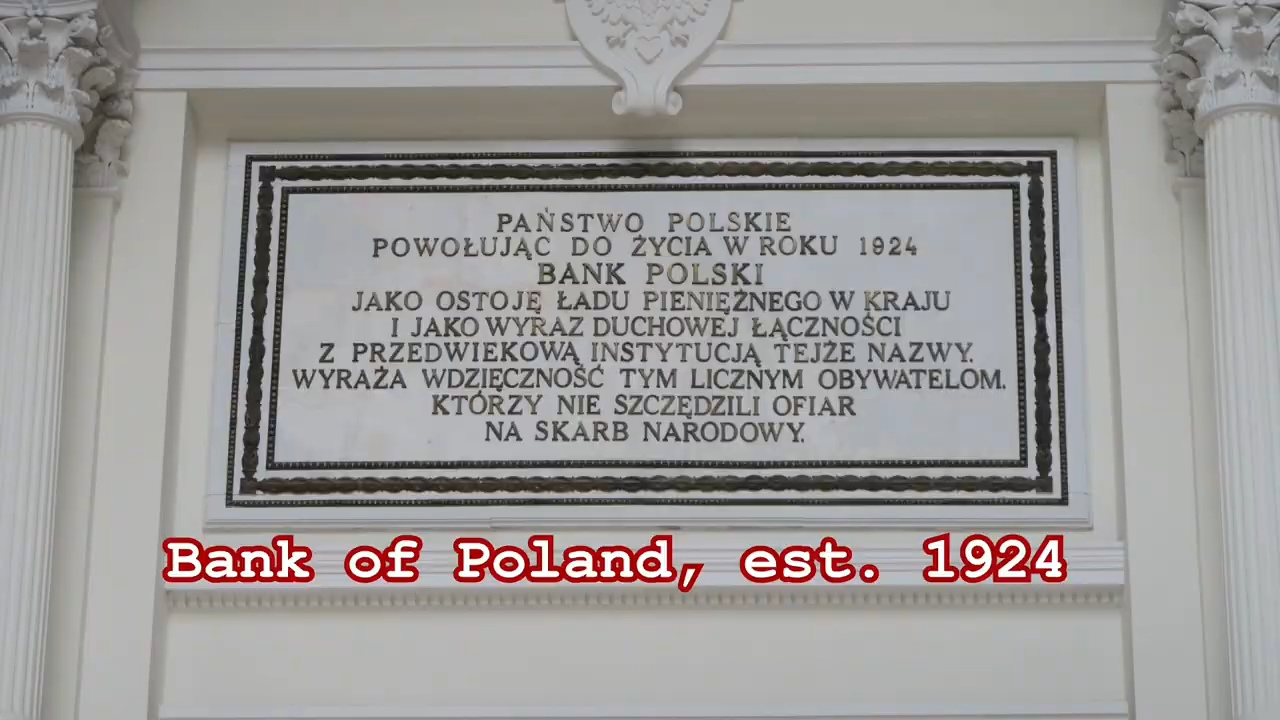 PAŃSTWO POLSKIE
POWOŁUJĄC DO ŻYCIA W ROKU 1924
BANK POLSKI
JAKO OSTOJĘ ŁADU PIENIĘŻNEGO W KRAJU
I JAKO WYRAZ DUCHOWEJ ŁĄCZNOŚCI
Z PRZEDWIEKOWĄ INSTYTUCJĄ TEJŻE NAZWY.
WYRAŻA WDZIĘCZNOŚĆ TYM LICZNYM OBYWATELOM.
KTÓRZY NIE SZCZĘDZILI OFIAR
NA SKARB NARODOWY.
Bank of Poland, est. 1924